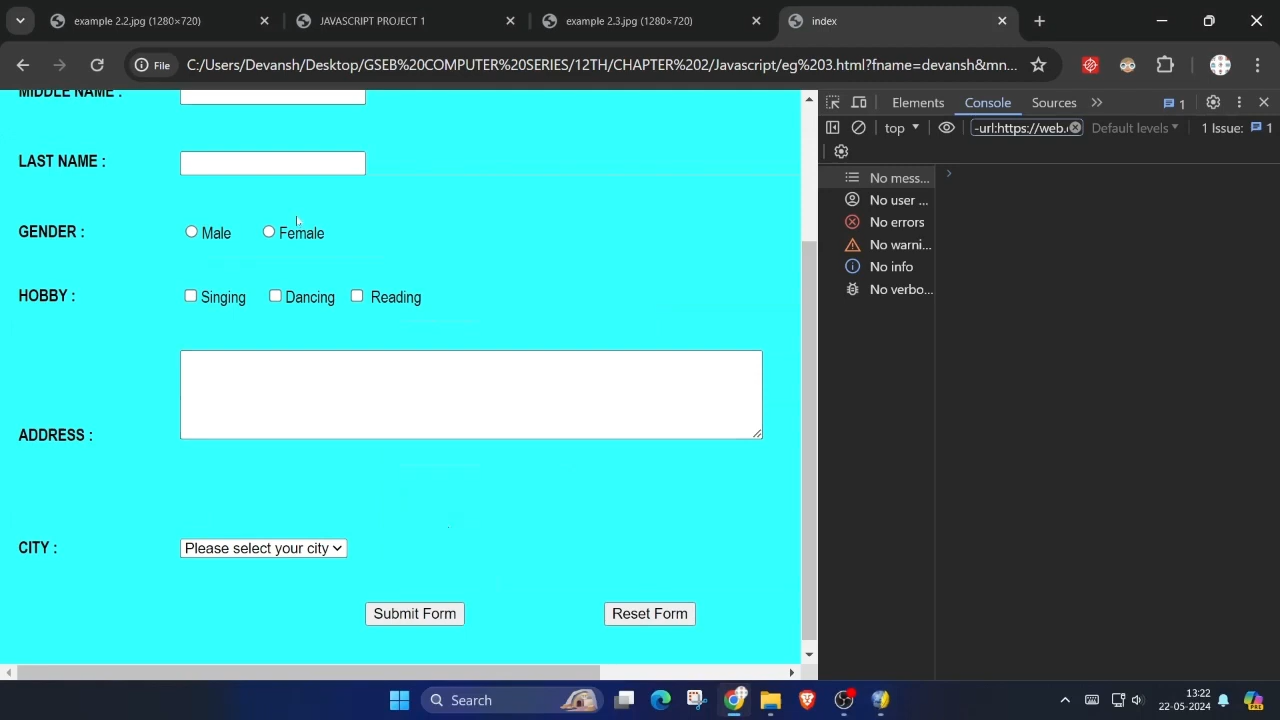 example 2.2.jpg (1280×720)
JAVASCRIPT PROJECT 1
example 2.3.jpg (1280×720)
index
File
C:/Users/Devansh/Desktop/GSEB%20COMPUTER%20SERIES/12TH/CHAPTER%202/Javascript/eg%203.html?fname=devansh&mn...
MIDDLE NAME :
LAST NAME :
GENDER :
Male
Female
HOBBY :
Singing
Dancing
Reading
ADDRESS :
CITY :
Please select your city
Submit Form
Reset Form
Elements
Console
Sources
1
top
-url:https://web.
Default levels
1 Issue:
1
No mess...
No user ...
No errors
No warni...
No info
No verbo...
Search
13:22
22-05-2024